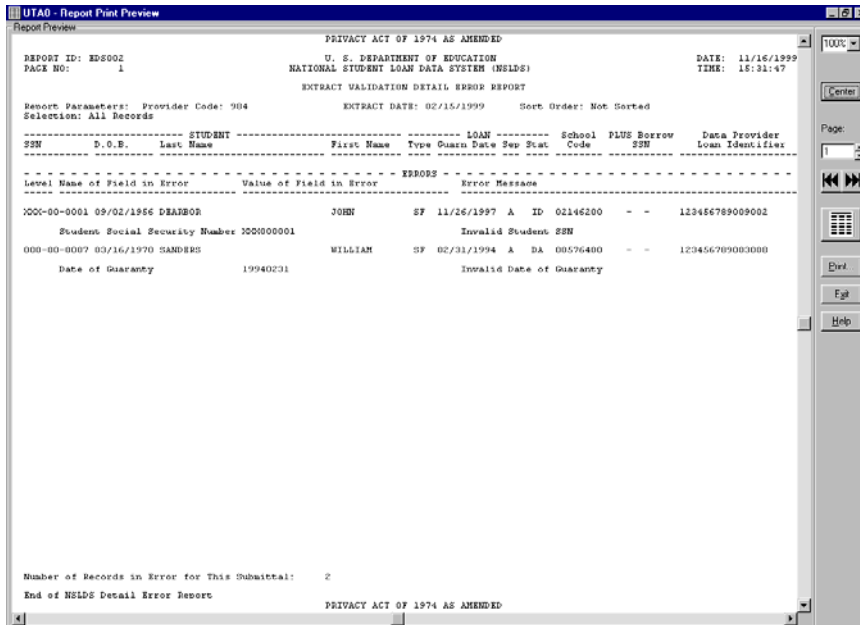 UTA0 - Report Print Preview
Report Preview
PRIVACY ACT OF 1974 AS AMENDED
REPORT ID: EDS002 U. S. DEPARTMENT OF EDUCATION DATE: 11/16/1999
PAGE NO: 1 NATIONAL STUDENT LOAN DATA SYSTEM (NSLDS) TIME: 15:31:47
EXTRACT VALIDATION DETAIL ERROR REPORT
Report Parameters: Provider Code: 904 EXTRACT DATE: 02/15/1999 Sort Order: Not Sorted
Selection: All Records
STUDENT LOAN School PLUS Borrow Data Provider
SSN D.O.B. Last Name First Name Type Guarn Date Sep Stat Code SSN Loan Identifier
ERRORS
Level Name of Field in Error Value of Field in Error Error Message
XXX-00-0001 09/02/1956 DEARBOR JOHN SF 11/26/1997 A ID 02146200 - - 123456789009002
Student Social Security Number XXX000001 Invalid Student SSN
000-00-0007 03/16/1970 SANDERS WILLIAM SF 02/31/1994 A DA 00576400 - - 123456789003008
Date of Guaranty 19940231 Invalid Date of Guaranty
Number of Records in Error for This Submittal: 2
End of NSLDS Detail Error Report
PRIVACY ACT OF 1974 AS AMENDED
100%
Center
Page:
1
Print...
Exit
Help